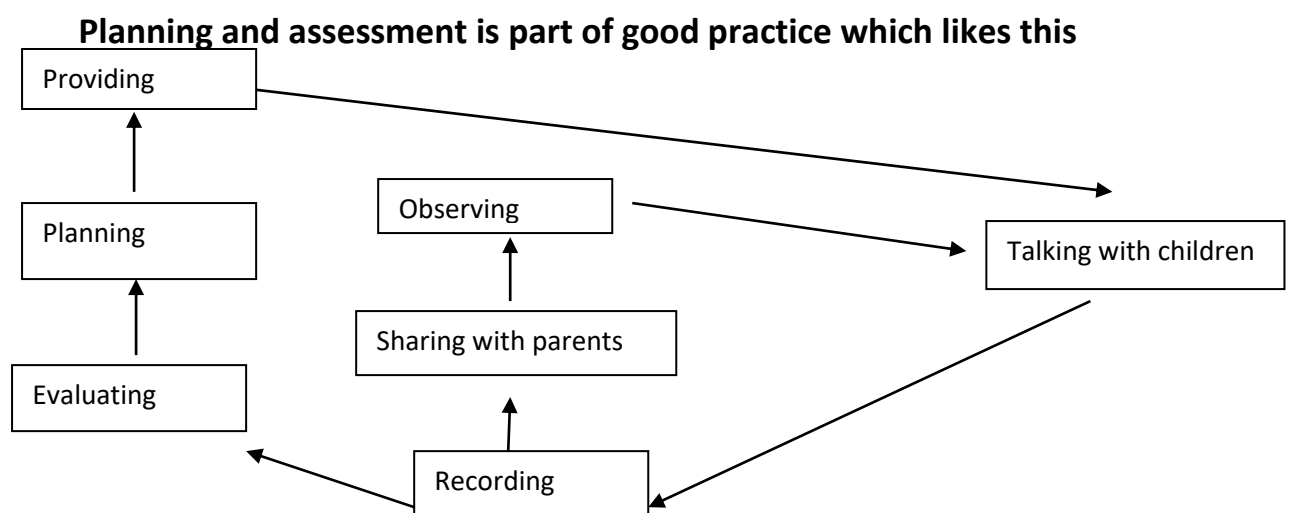 Planning and assessment is part of good practice which likes this
Providing
Observing
Planning
Talking with children
Sharing with parents
Evaluating
Recording